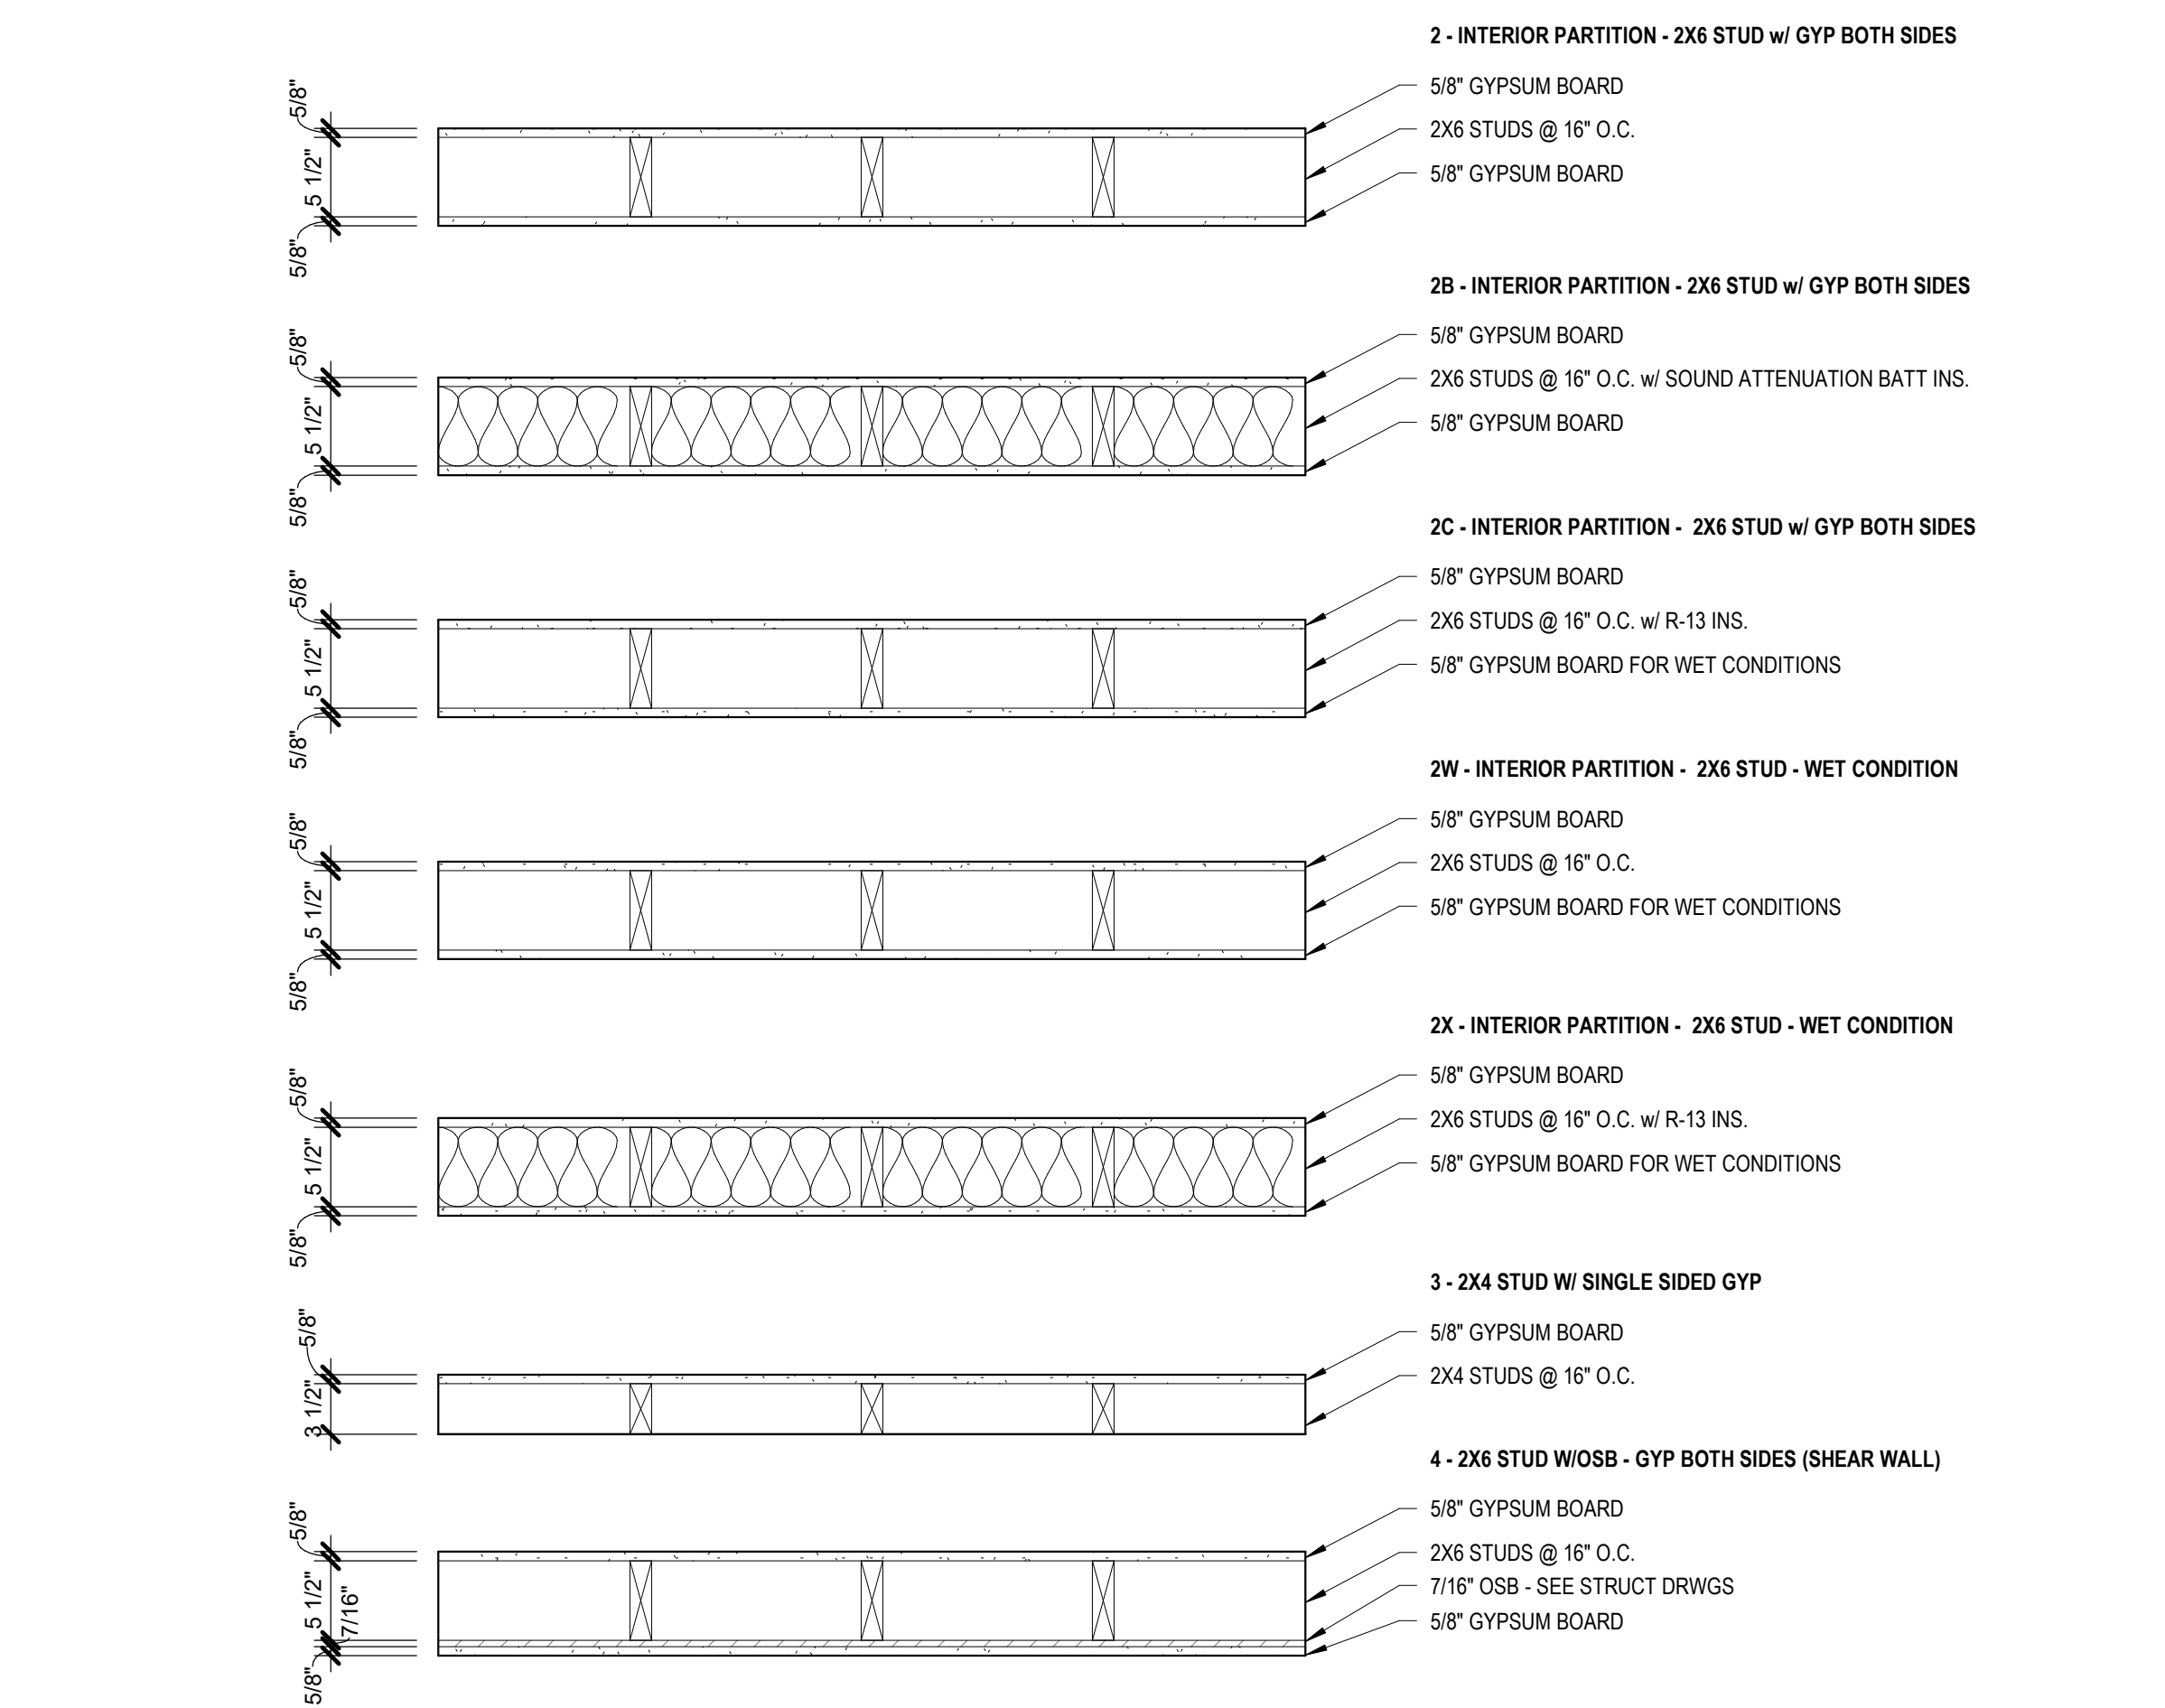 2 - INTERIOR PARTITION - 2X6 STUD w/ GYP BOTH SIDES
5/8"
5 1/2"
5/8"
5/8" GYPSUM BOARD
2X6 STUDS @ 16" O.C.
5/8" GYPSUM BOARD
2B - INTERIOR PARTITION - 2X6 STUD w/ GYP BOTH SIDES
5/8"
5 1/2"
5/8"
5/8" GYPSUM BOARD
2X6 STUDS @ 16" O.C. w/ SOUND ATTENUATION BATT INS.
5/8" GYPSUM BOARD
2C - INTERIOR PARTITION - 2X6 STUD w/ GYP BOTH SIDES
5/8"
5 1/2"
5/8"
5/8" GYPSUM BOARD
2X6 STUDS @ 16" O.C. w/ R-13 INS.
5/8" GYPSUM BOARD FOR WET CONDITIONS
2W - INTERIOR PARTITION - 2X6 STUD - WET CONDITION
5/8"
5 1/2"
5/8"
5/8" GYPSUM BOARD
2X6 STUDS @ 16" O.C.
5/8" GYPSUM BOARD FOR WET CONDITIONS
2X - INTERIOR PARTITION - 2X6 STUD - WET CONDITION
5/8"
5 1/2"
5/8"
5/8" GYPSUM BOARD
2X6 STUDS @ 16" O.C. w/ R-13 INS.
5/8" GYPSUM BOARD FOR WET CONDITIONS
3 - 2X4 STUD W/ SINGLE SIDED GYP
5/8"
3 1/2"
5/8" GYPSUM BOARD
2X4 STUDS @ 16" O.C.
4 - 2X6 STUD W/OSB - GYP BOTH SIDES (SHEAR WALL)
5/8"
5 1/2"
7/16"
5/8"
5/8" GYPSUM BOARD
2X6 STUDS @ 16" O.C.
7/16" OSB - SEE STRUCT DRWGS
5/8" GYPSUM BOARD